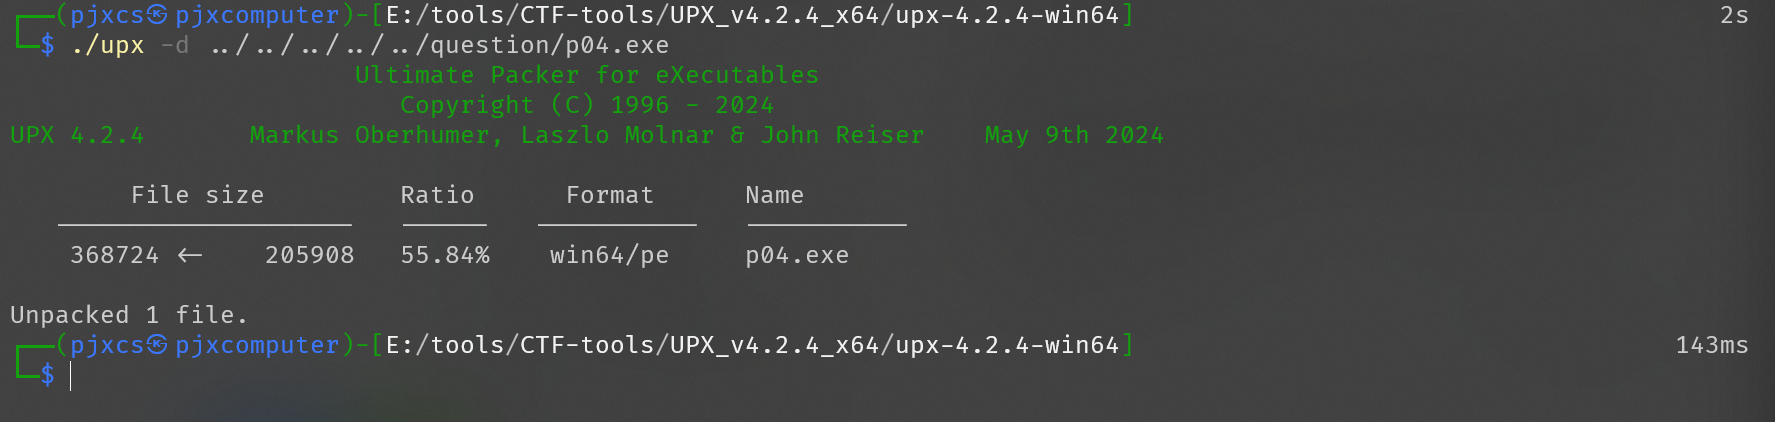 ┌──(pjxcs㉿pjxcomputer)-[E:/tools/CTF-tools/UPX_v4.2.4_x64/upx-4.2.4-win64] 2s
└─$ ./upx -d ../../../../../question/p04.exe
Ultimate Packer for eXecutables
Copyright (C) 1996 - 2024
UPX 4.2.4 Markus Oberhumer, Laszlo Molnar & John Reiser May 9th 2024
File size Ratio Format Name
368724 <- 205908 55.84% win64/pe p04.exe
Unpacked 1 file.
┌──(pjxcs㉿pjxcomputer)-[E:/tools/CTF-tools/UPX_v4.2.4_x64/upx-4.2.4-win64] 143ms
└─$